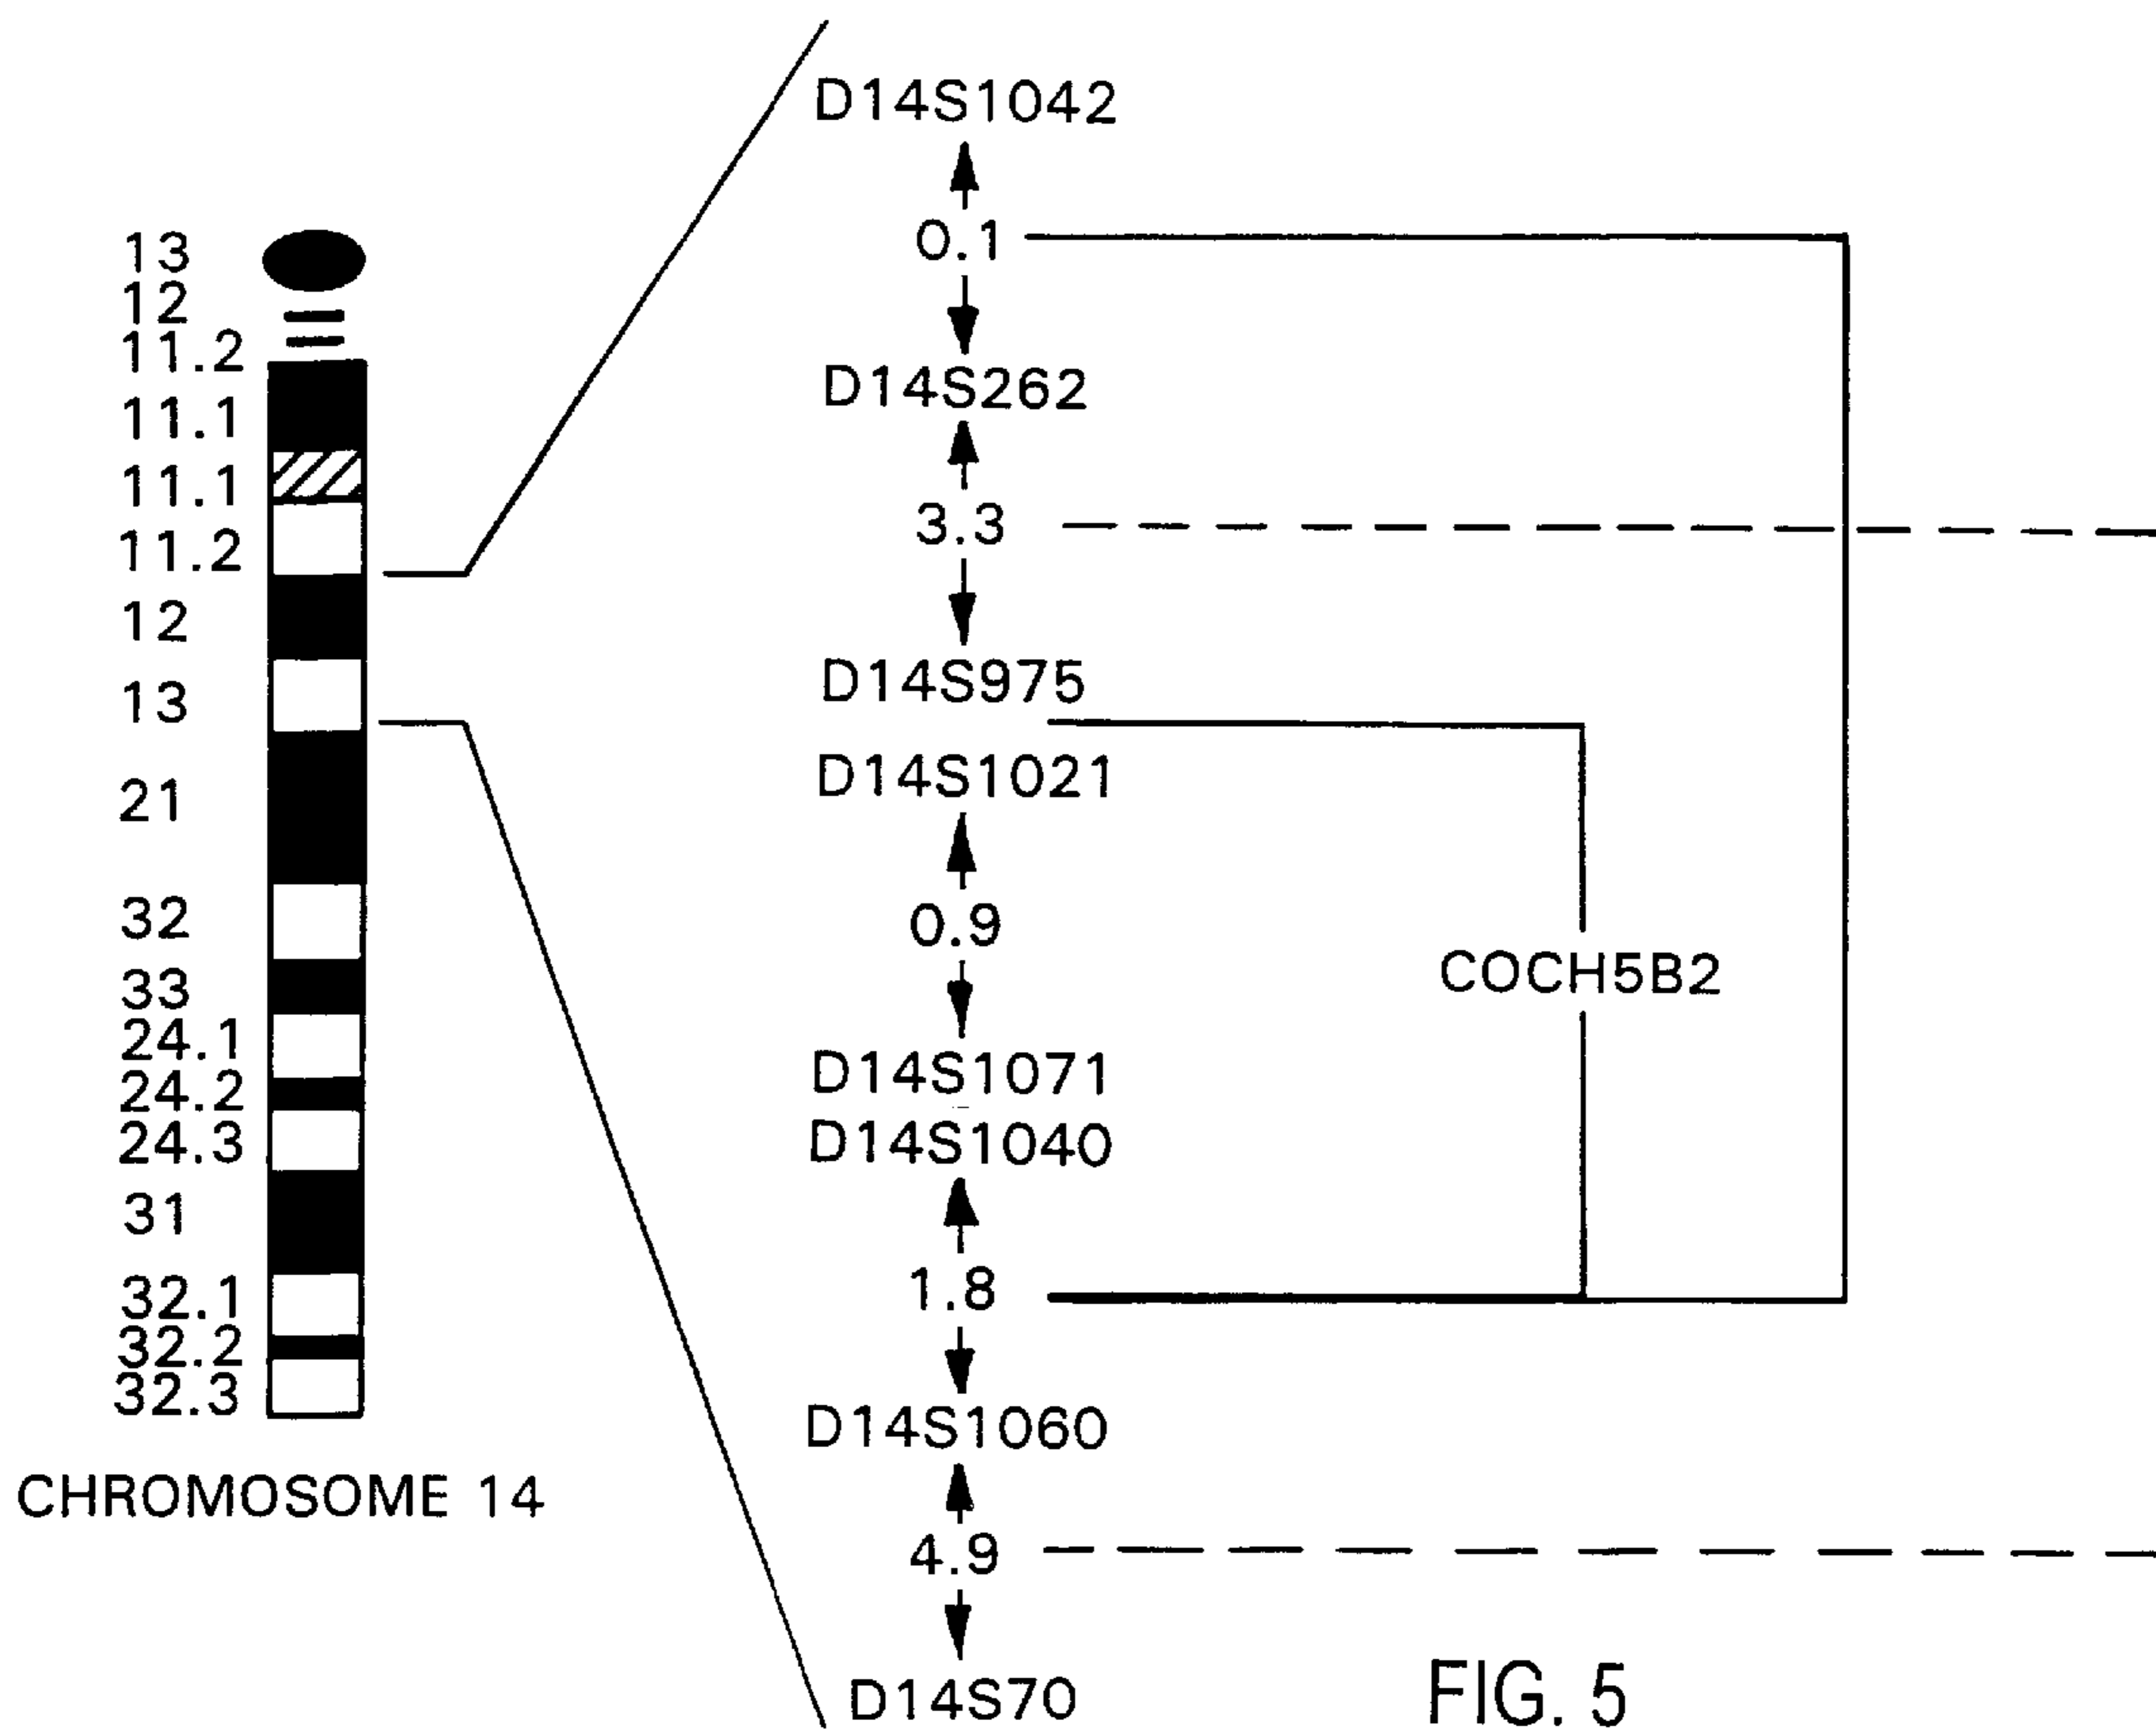 13
12
11.2
11.1
11.1
11.2
12
13
21
32
33
24.1
24.2
24.3
31
32.1
32.2
32.3
CHROMOSOME 14
D14S1042
0.1
D14S262
3.3
D14S975
D14S1021
0.9
D14S1071
D14S1040
1.8
D14S1060
4.9
D14S70
COCH5B2
FIG. 5